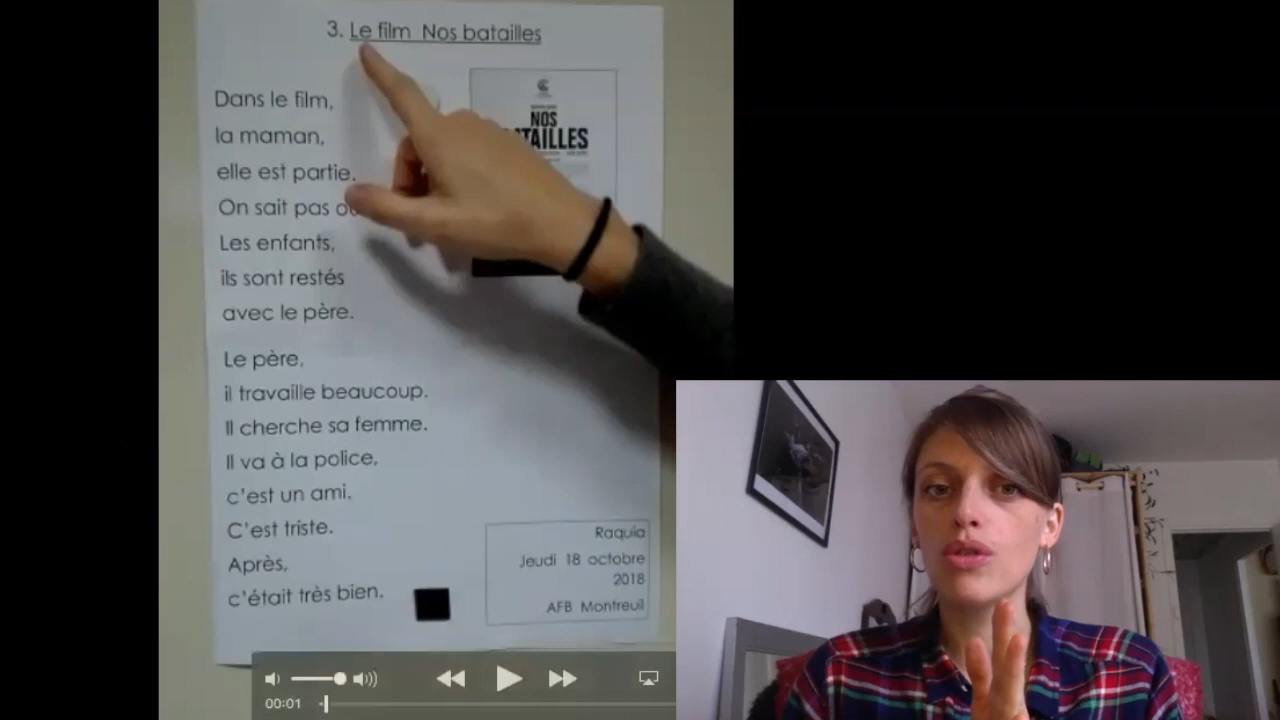 3. Le film Nos batailles
NOS
Dans le film,
la maman,
elle est partie.
On sait pas
Les enfants,
ils sont restés
avec le père.
Le père,
il travaille beaucoup.
Il cherche sa femme.
Il va à la police,
c'est un ami.
C'est triste.
Après,
c'était très bien.
Raquia
Jeudi 18 octobre
2018
AFB Montreuil
00:01